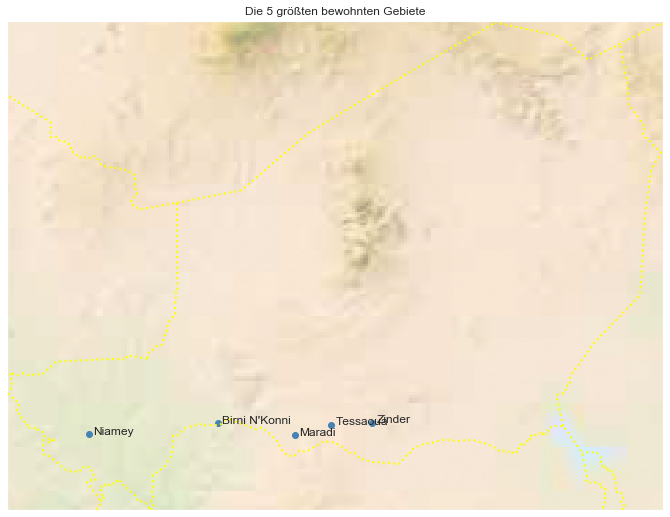 Die 5 größten bewohnten Gebiete
Birni N'Konni
Tessaoua
Zinder
Niamey
Maradi